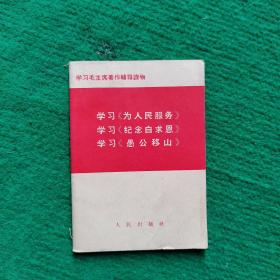 学习毛主席著作辅导读物
学习《为人民服务》
学习《纪念白求恩》
学习《愚公移山》
人民出版社